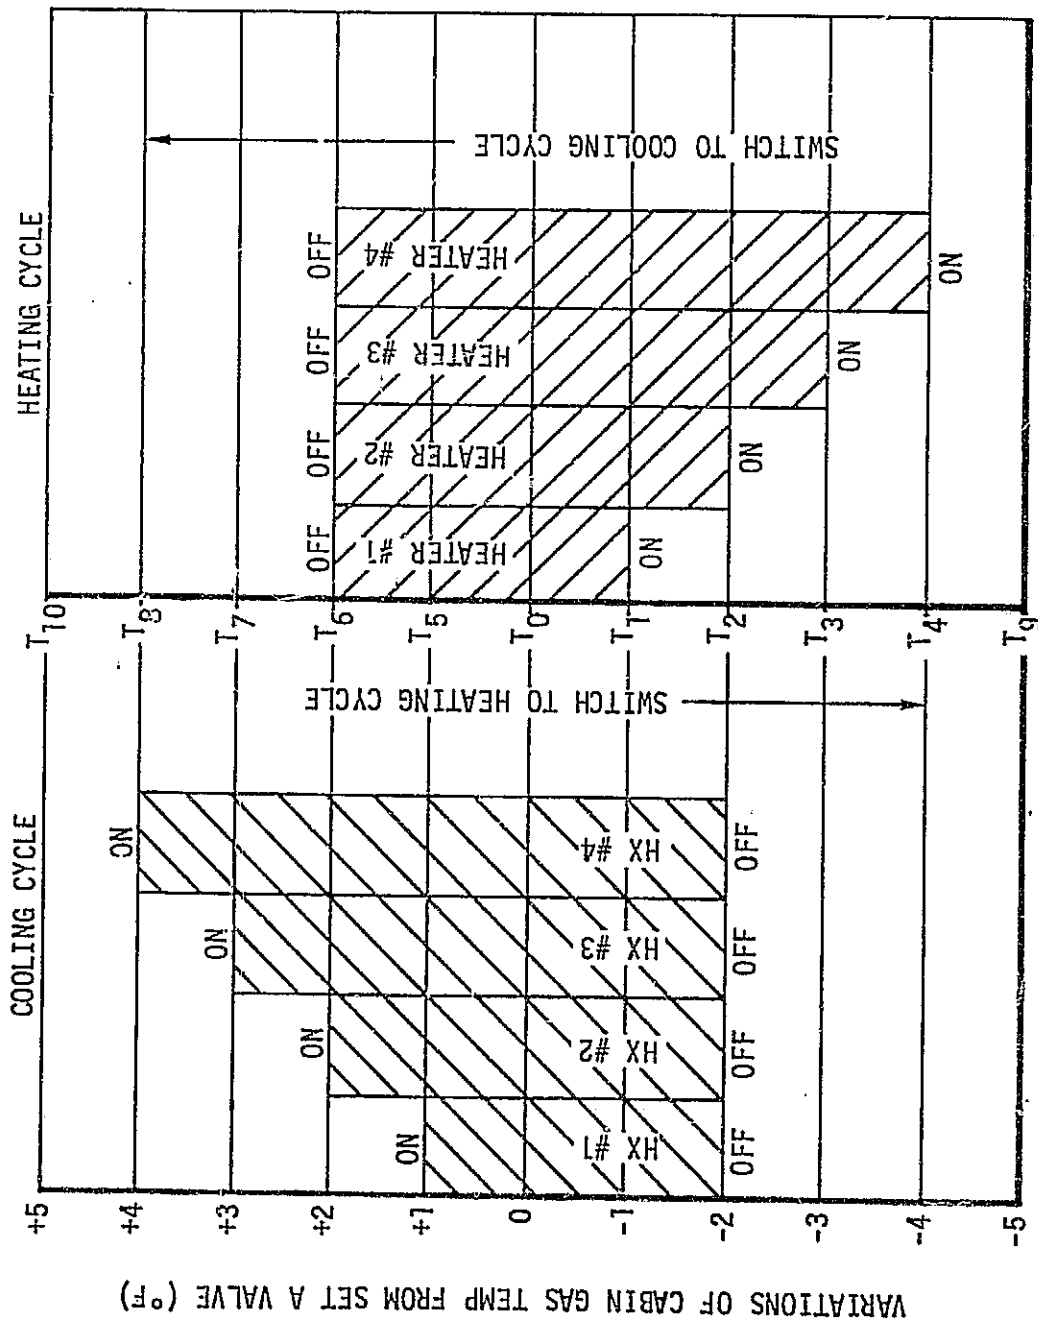 COOLING CYCLE
HEATING CYCLE
VARIATIONS OF CABIN GAS TEMP FROM SET A VALVE (°F)
+5
+4
+3
+2
+1
0
-1
-2
-3
-4
-5
ON
ON
ON
ON
HX #1
HX #2
HX #3
HX #4
OFF
OFF
OFF
OFF
SWITCH TO HEATING CYCLE
T10
T8
T7
T6
T5
T0
T1
T2
T3
T4
T9
OFF
OFF
OFF
OFF
HEATER #1
HEATER #2
HEATER #3
HEATER #4
ON
ON
ON
ON
SWITCH TO COOLING CYCLE